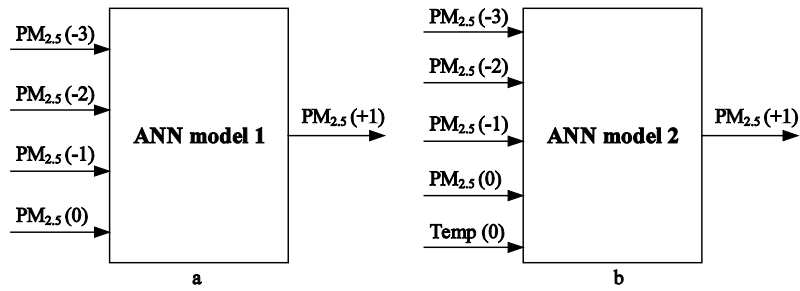 PM2.5 (-3)
PM2.5 (-2)
PM2.5 (-1)
PM2.5 (0)
ANN model 1
PM2.5 (+1)
a
PM2.5 (-3)
PM2.5 (-2)
PM2.5 (-1)
PM2.5 (0)
Temp (0)
ANN model 2
PM2.5 (+1)
b